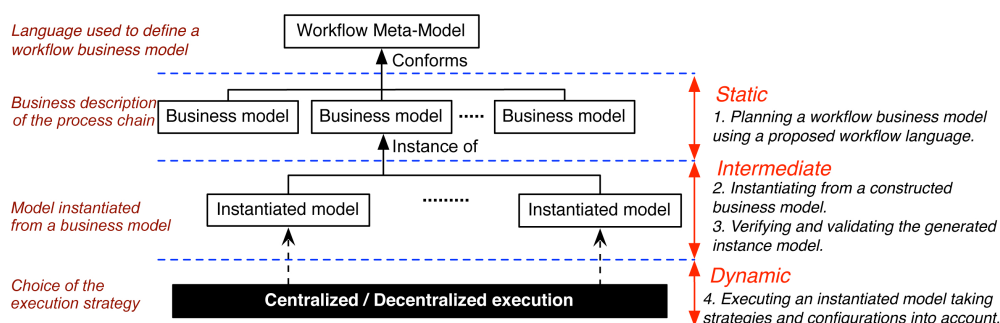 Language used to define a
workflow business model
Workflow Meta-Model
Conforms
Business description
of the process chain
Business model
Business model
.....
Business model
Static
1. Planning a workflow business model
using a proposed workflow language.
Instance of
Intermediate
2. Instantiating from a constructed
business model.
3. Verifying and validating the generated
instance model.
Model instantiated
from a business model
Instantiated model
.........
Instantiated model
Choice of the
execution strategy
Centralized / Decentralized execution
Dynamic
4. Executing an instantiated model taking
strategies and configurations into account.